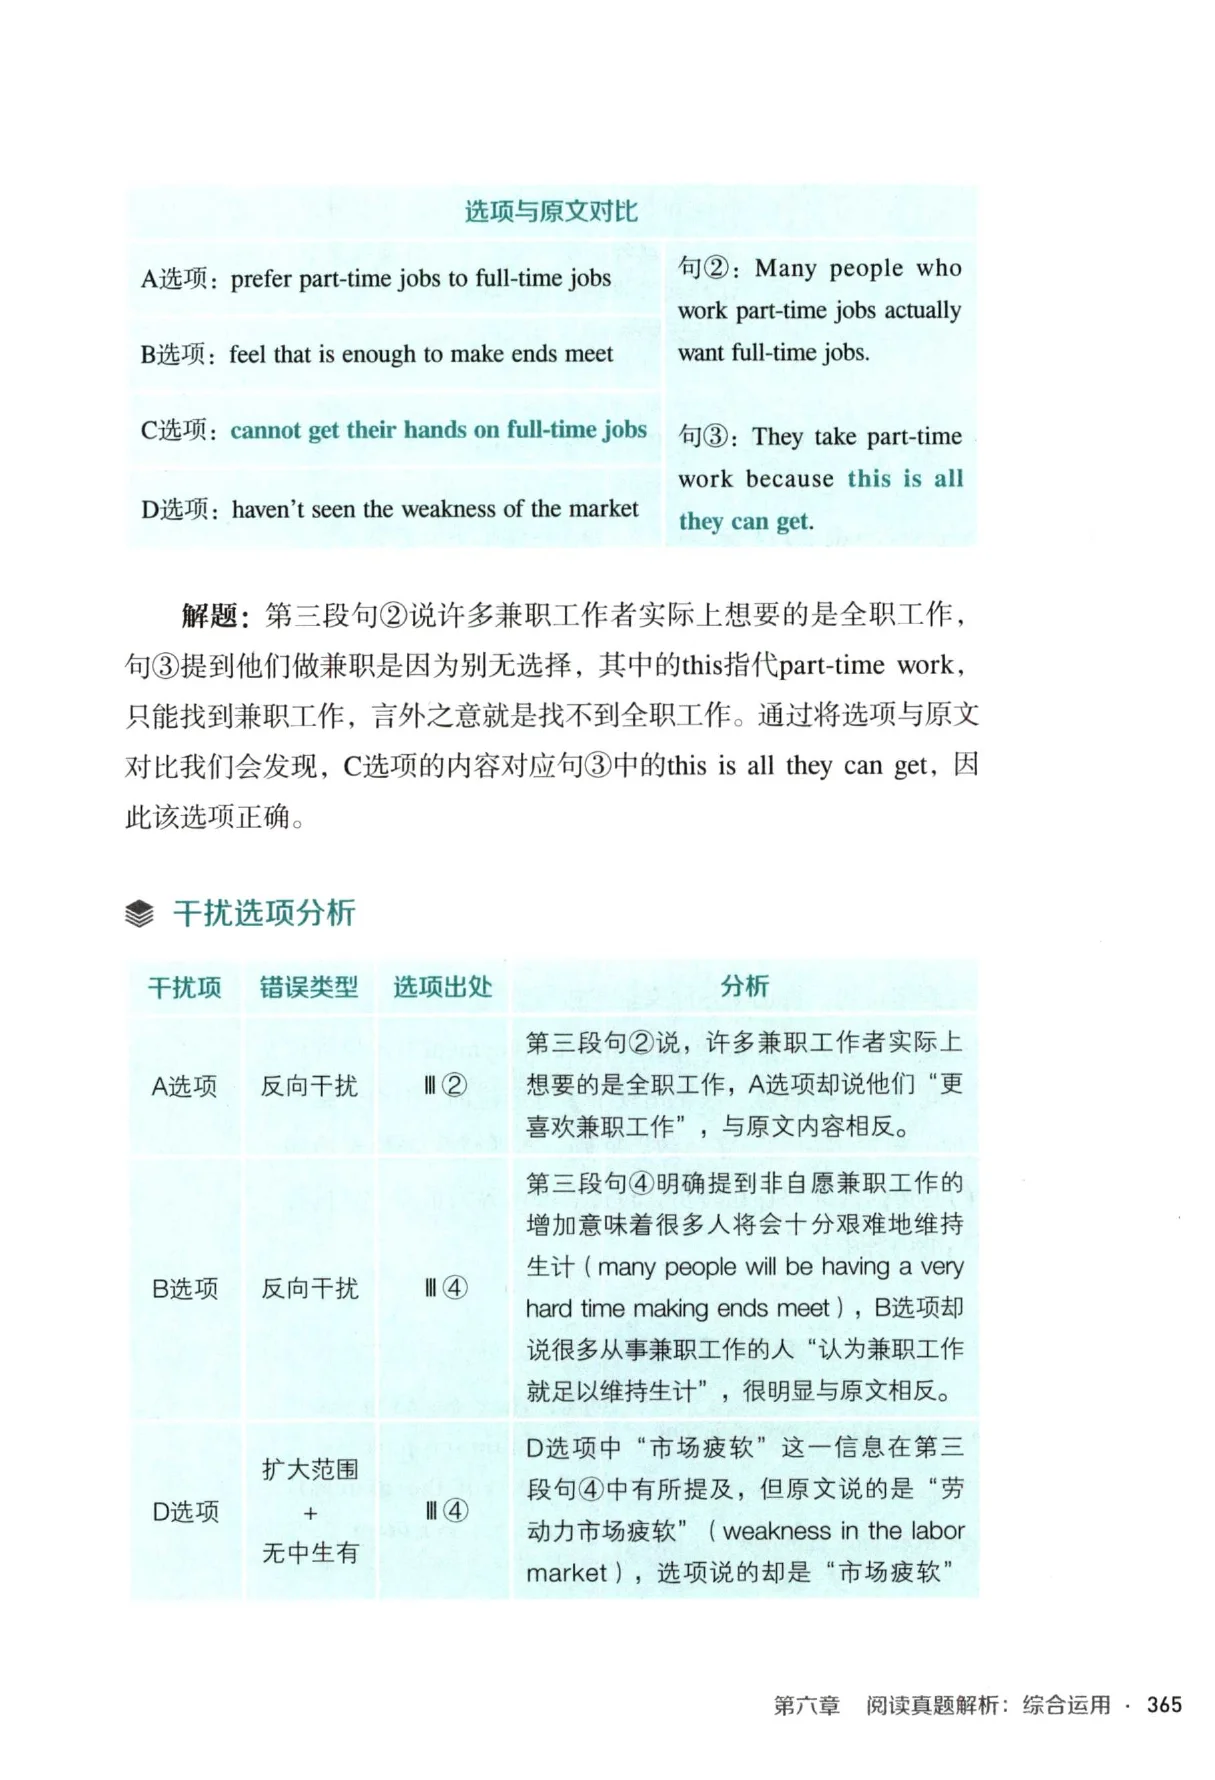 选项与原文对比
A选项：prefer part-time jobs to full-time jobs
B选项：feel that is enough to make ends meet
C选项：cannot get their hands on full-time jobs
D选项：haven't seen the weakness of the market
句②：Many people who
work part-time jobs actually
want full-time jobs.
句③：They take part-time
work because this is all
they can get.
解题：第三段句②说许多兼职工作者实际上想要的是全职工作，
句③提到他们做兼职是因为别无选择，其中的this指代part-time work，
只能找到兼职工作，言外之意就是找不到全职工作。通过将选项与原文
对比我们会发现，C选项的内容对应句③中的this is all they can get，因
此该选项正确。
干扰选项分析
干扰项 错误类型 选项出处 分析
A选项 反向干扰 Ⅲ②
第三段句②说，许多兼职工作者实际上
想要的是全职工作，A选项却说他们“更
喜欢兼职工作”，与原文内容相反。
B选项 反向干扰 Ⅲ④
第三段句④明确提到非自愿兼职工作的
增加意味着很多人将会十分艰难地维持
生计（many people will be having a very
hard time making ends meet），B选项却
说很多从事兼职工作的人“认为兼职工作
就足以维持生计”，很明显与原文相反。
D选项
扩大范围
+
无中生有
Ⅲ④
D选项中“市场疲软”这一信息在第三
段句④中有所提及，但原文说的是“劳
动力市场疲软”（weakness in the labor
market），选项说的却是“市场疲软”
第六章 阅读真题解析：综合运用 · 365